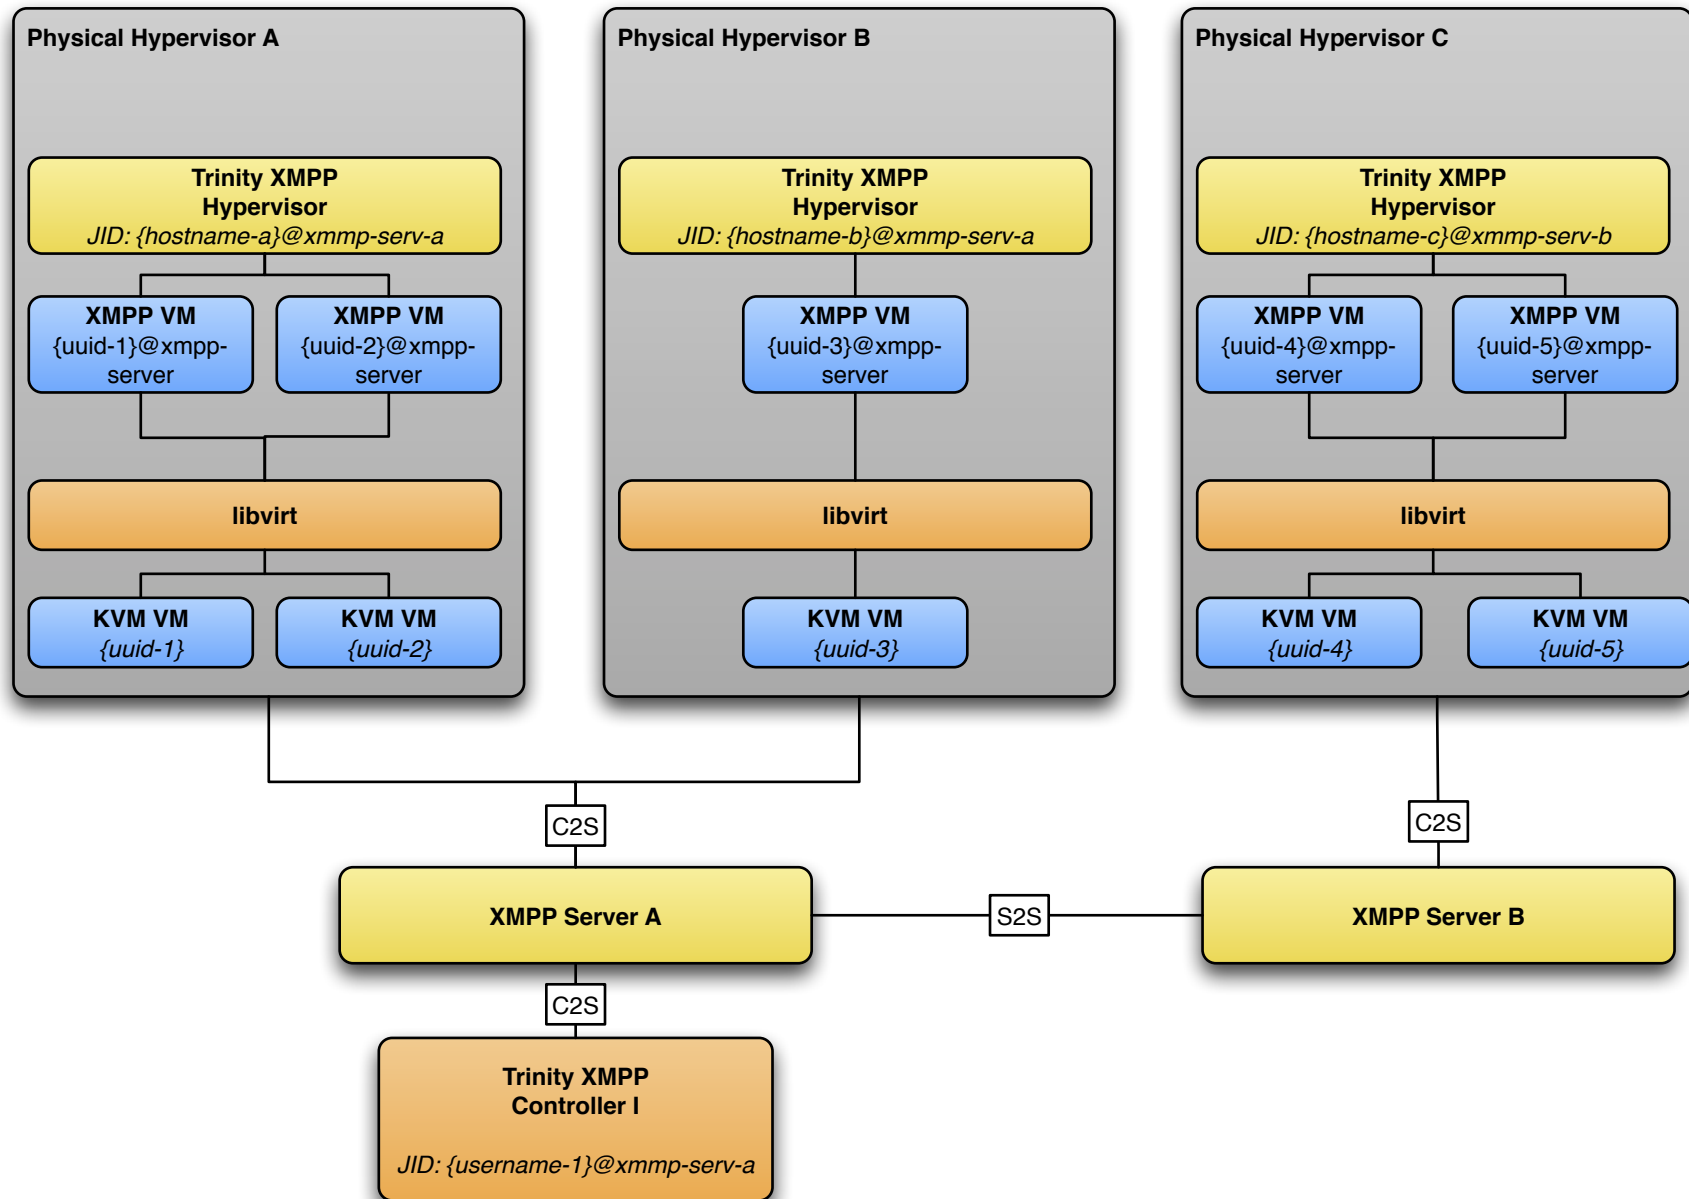 Physical Hypervisor A
Trinity XMPP
Hypervisor
JID: {hostname-a}@xmmp-serv-a
XMPP VM
{uuid-1}@xmpp-
server
XMPP VM
{uuid-2}@xmpp-
server
libvirt
KVM VM
{uuid-1}
KVM VM
{uuid-2}
Physical Hypervisor B
Trinity XMPP
Hypervisor
JID: {hostname-b}@xmmp-serv-a
XMPP VM
{uuid-3}@xmpp-
server
libvirt
KVM VM
{uuid-3}
Physical Hypervisor C
Trinity XMPP
Hypervisor
JID: {hostname-c}@xmmp-serv-b
XMPP VM
{uuid-4}@xmpp-
server
XMPP VM
{uuid-5}@xmpp-
server
libvirt
KVM VM
{uuid-4}
KVM VM
{uuid-5}
C2S
C2S
XMPP Server A
S2S
XMPP Server B
C2S
Trinity XMPP
Controller I
JID: {username-1}@xmmp-serv-a